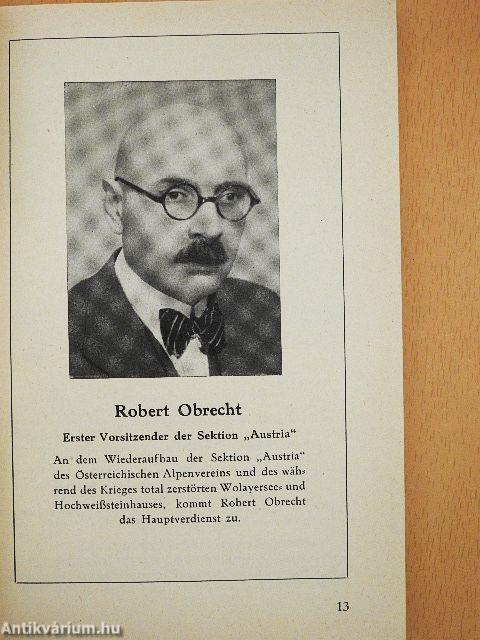 Robert Obrecht
Erster Vorsitzender der Sektion „Austria“
An dem Wiederaufbau der Sektion „Austria“
des Österreichischen Alpenvereins und des wäh-
rend des Krieges total zerstörten Wolayersee- und
Hochweißsteinhauses, kommt Robert Obrecht
das Hauptverdienst zu.
13
Antikvárium.hu